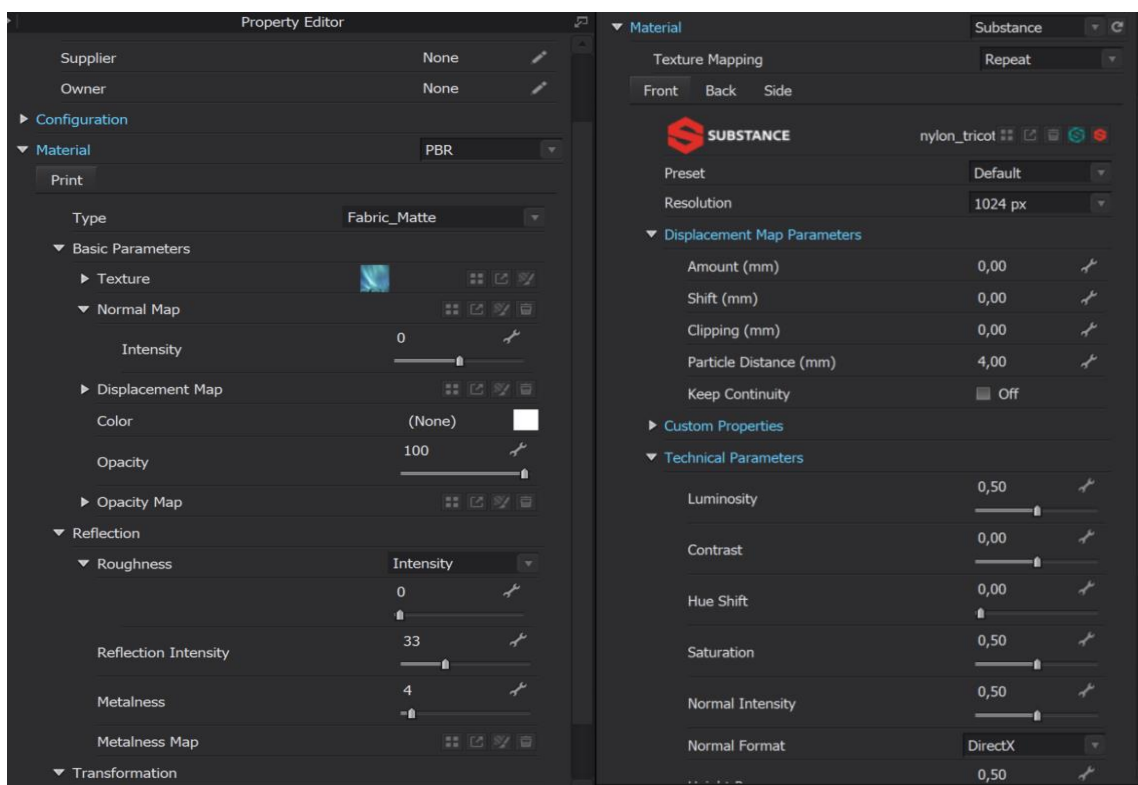 Property Editor
Supplier None
Owner None
Configuration
Material PBR
Print
Type Fabric_Matte
Basic Parameters
Texture
Normal Map
Intensity 0
Displacement Map
Color (None)
Opacity 100
Opacity Map
Reflection
Roughness Intensity
0
Reflection Intensity 33
Metalness 4
Metalness Map
Transformation
Material Substance
Texture Mapping Repeat
Front Back Side
SUBSTANCE nylon_tricot
Preset Default
Resolution 1024 px
Displacement Map Parameters
Amount (mm) 0,00
Shift (mm) 0,00
Clipping (mm) 0,00
Particle Distance (mm) 4,00
Keep Continuity Off
Custom Properties
Technical Parameters
Luminosity 0,50
Contrast 0,00
Hue Shift 0,00
Saturation 0,50
Normal Intensity 0,50
Normal Format DirectX
0,50